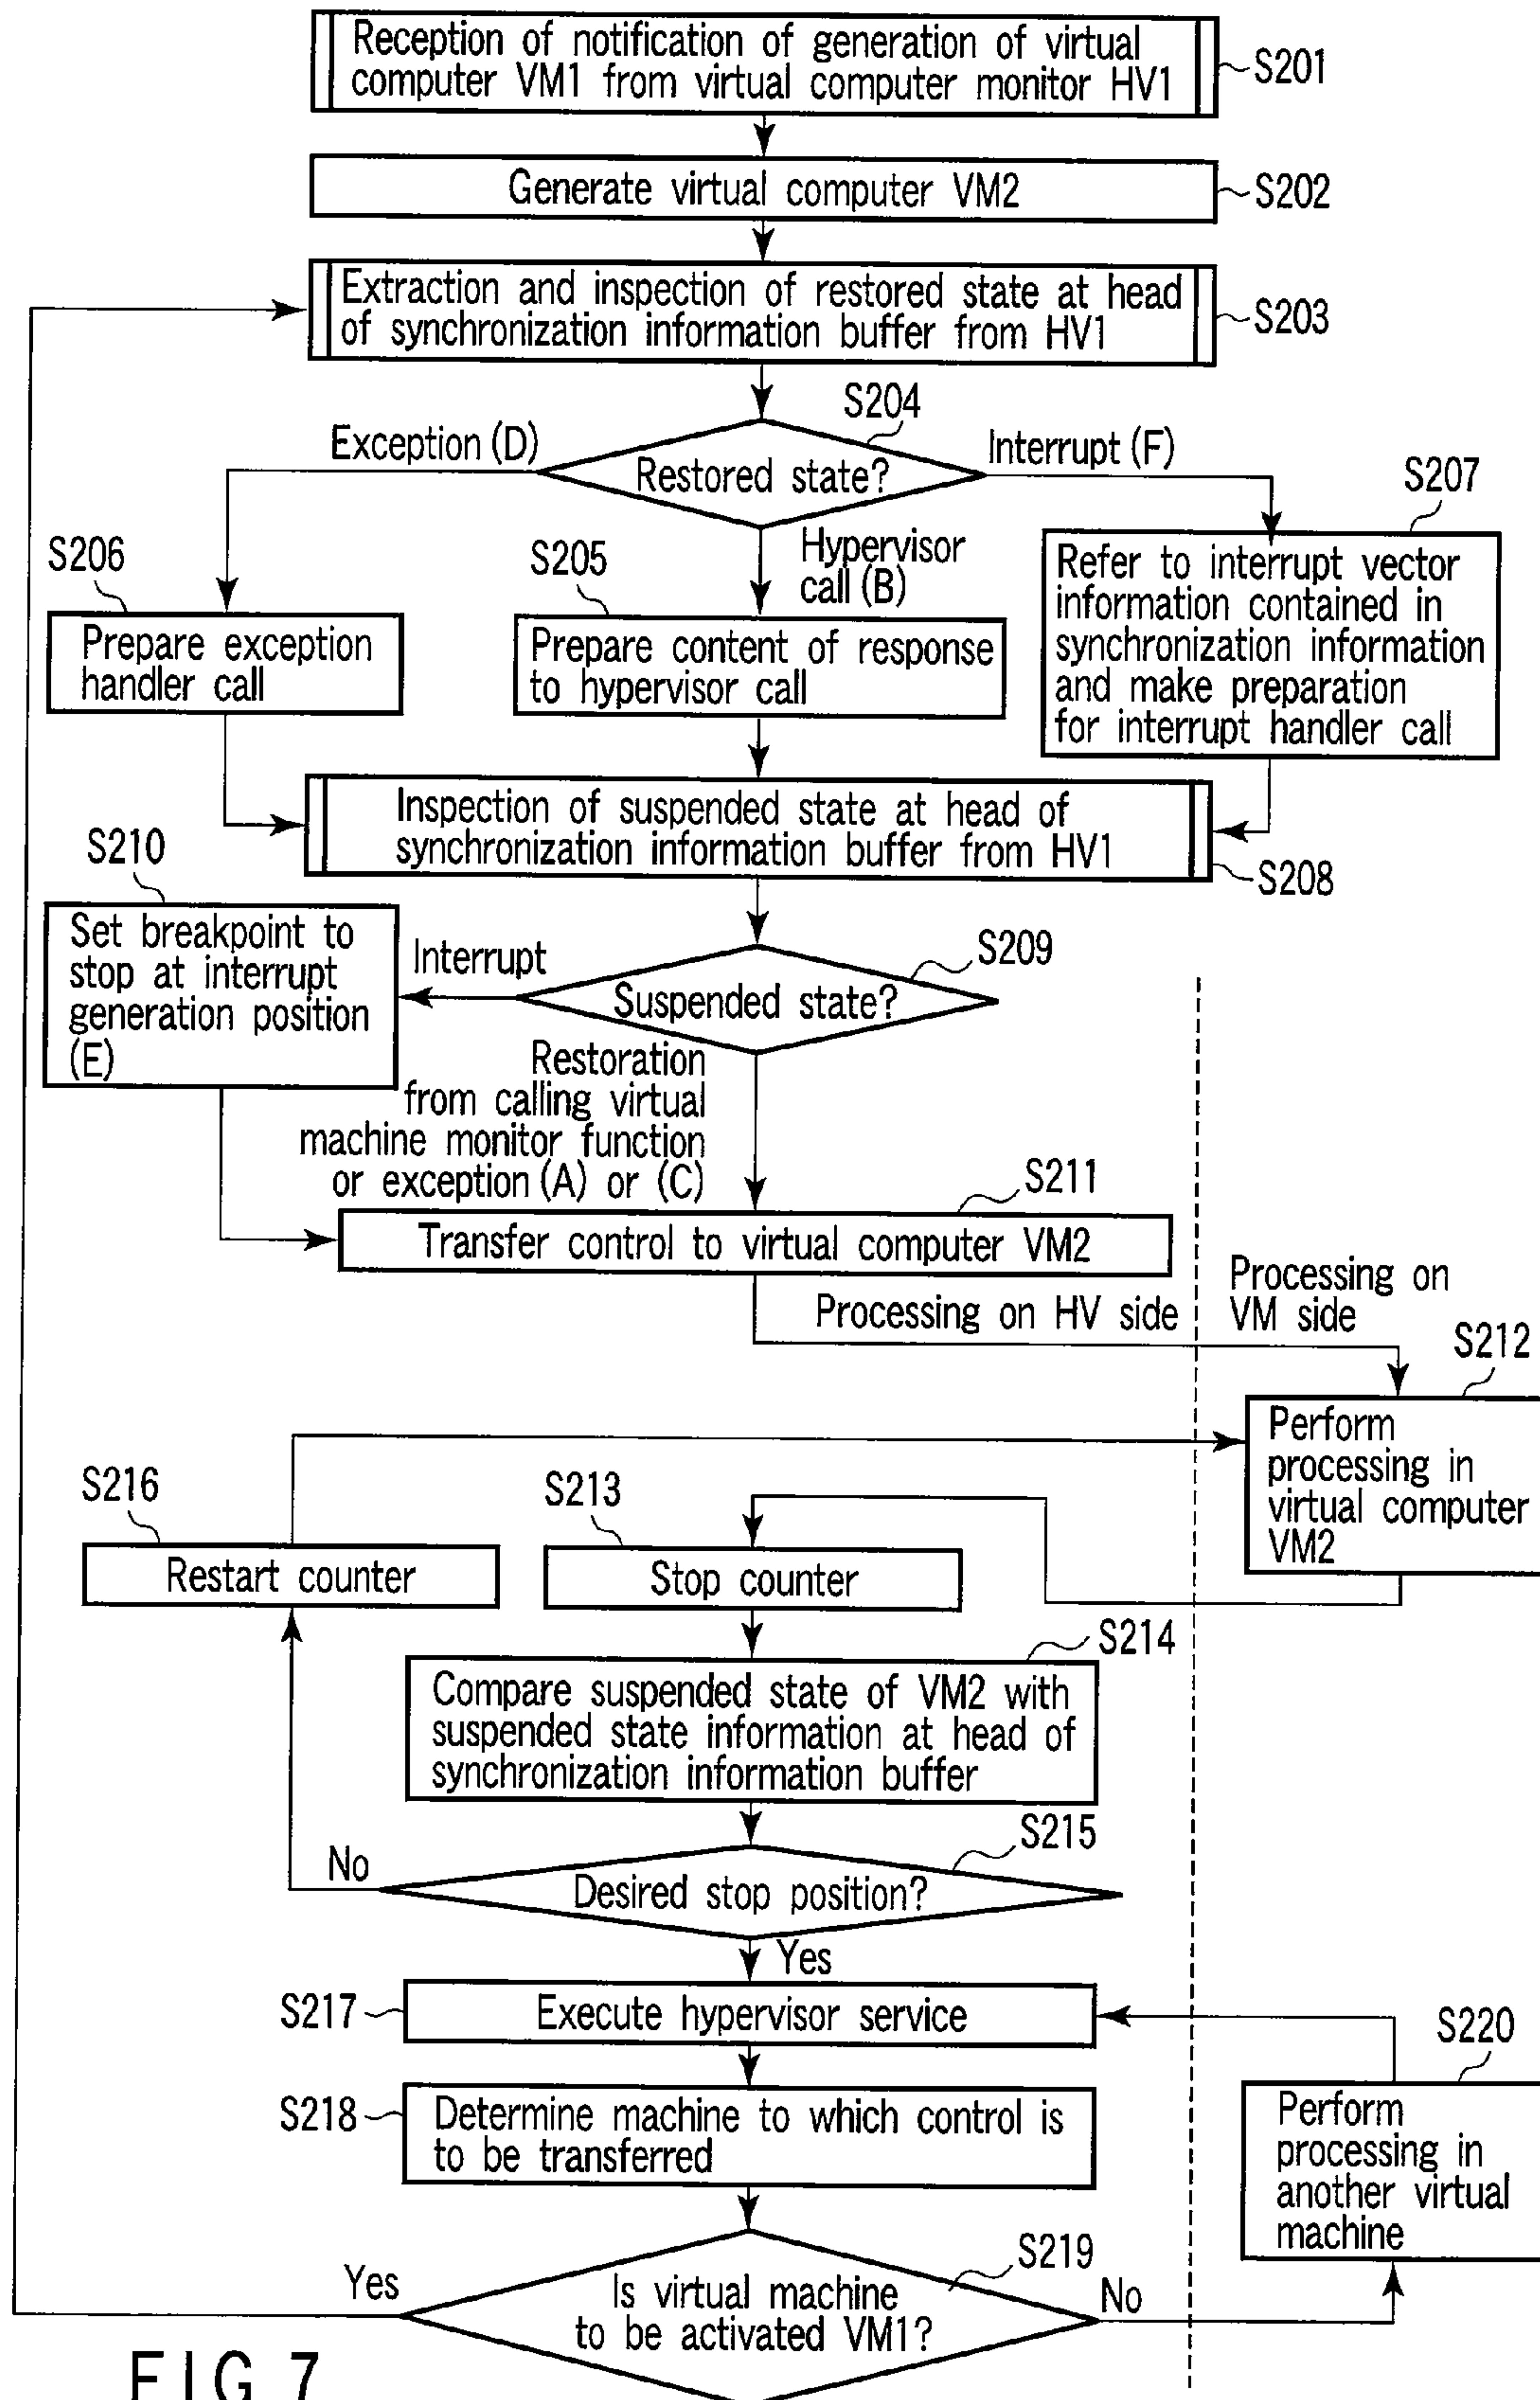 Reception of notification of generation of virtual
computer VM1 from virtual computer monitor HV1
S201
Generate virtual computer VM2
S202
Extraction and inspection of restored state at head
of synchronization information buffer from HV1
S203
S204
Exception (D)
Restored state?
Interrupt (F)
S207
Hypervisor
call (B)
S206
S205
Refer to interrupt vector
information contained in
synchronization information
and make preparation
for interrupt handler call
Prepare exception
handler call
Prepare content of response
to hypervisor call
Inspection of suspended state at head of
synchronization information buffer from HV1
S208
S210
Set breakpoint to
stop at interrupt
generation position
(E)
Interrupt
S209
Suspended state?
Restoration
from calling virtual
machine monitor function
or exception (A) or (C)
S211
Transfer control to virtual computer VM2
Processing on HV side
Processing on
VM side
S212
Perform
processing in
virtual computer
VM2
S216
Restart counter
S213
Stop counter
S214
Compare suspended state of VM2 with
suspended state information at head of
synchronization information buffer
S215
No
Desired stop position?
Yes
S217
Execute hypervisor service
S220
Perform
processing in
another virtual
machine
S218
Determine machine to which control is
to be transferred
S219
Yes
Is virtual machine
to be activated VM1?
No
FIG. 7